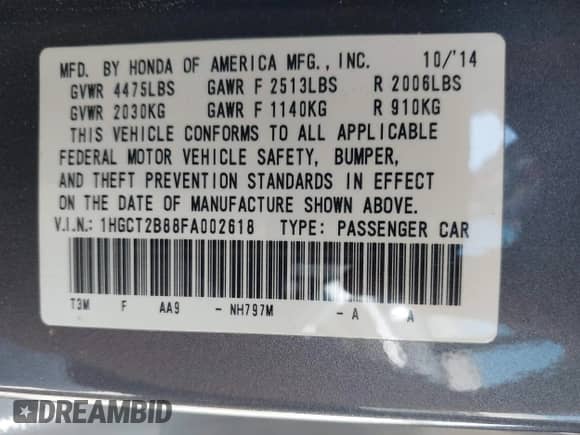 MFD. BY HONDA OF AMERICA MFG., INC. 10/'14
GVWR 4475LBS GAWR F 2513LBS R 2006LBS
GVWR 2030KG GAWR F 1140KG R 910KG
THIS VEHICLE CONFORMS TO ALL APPLICABLE
FEDERAL MOTOR VEHICLE SAFETY, BUMPER,
AND THEFT PREVENTION STANDARDS IN EFFECT
ON THE DATE OF MANUFACTURE SHOWN ABOVE.
V.I.N.: 1HGCT2B88FA002618 TYPE: PASSENGER CAR
T3M F AA9 - NH797M - A A
DREAMBID